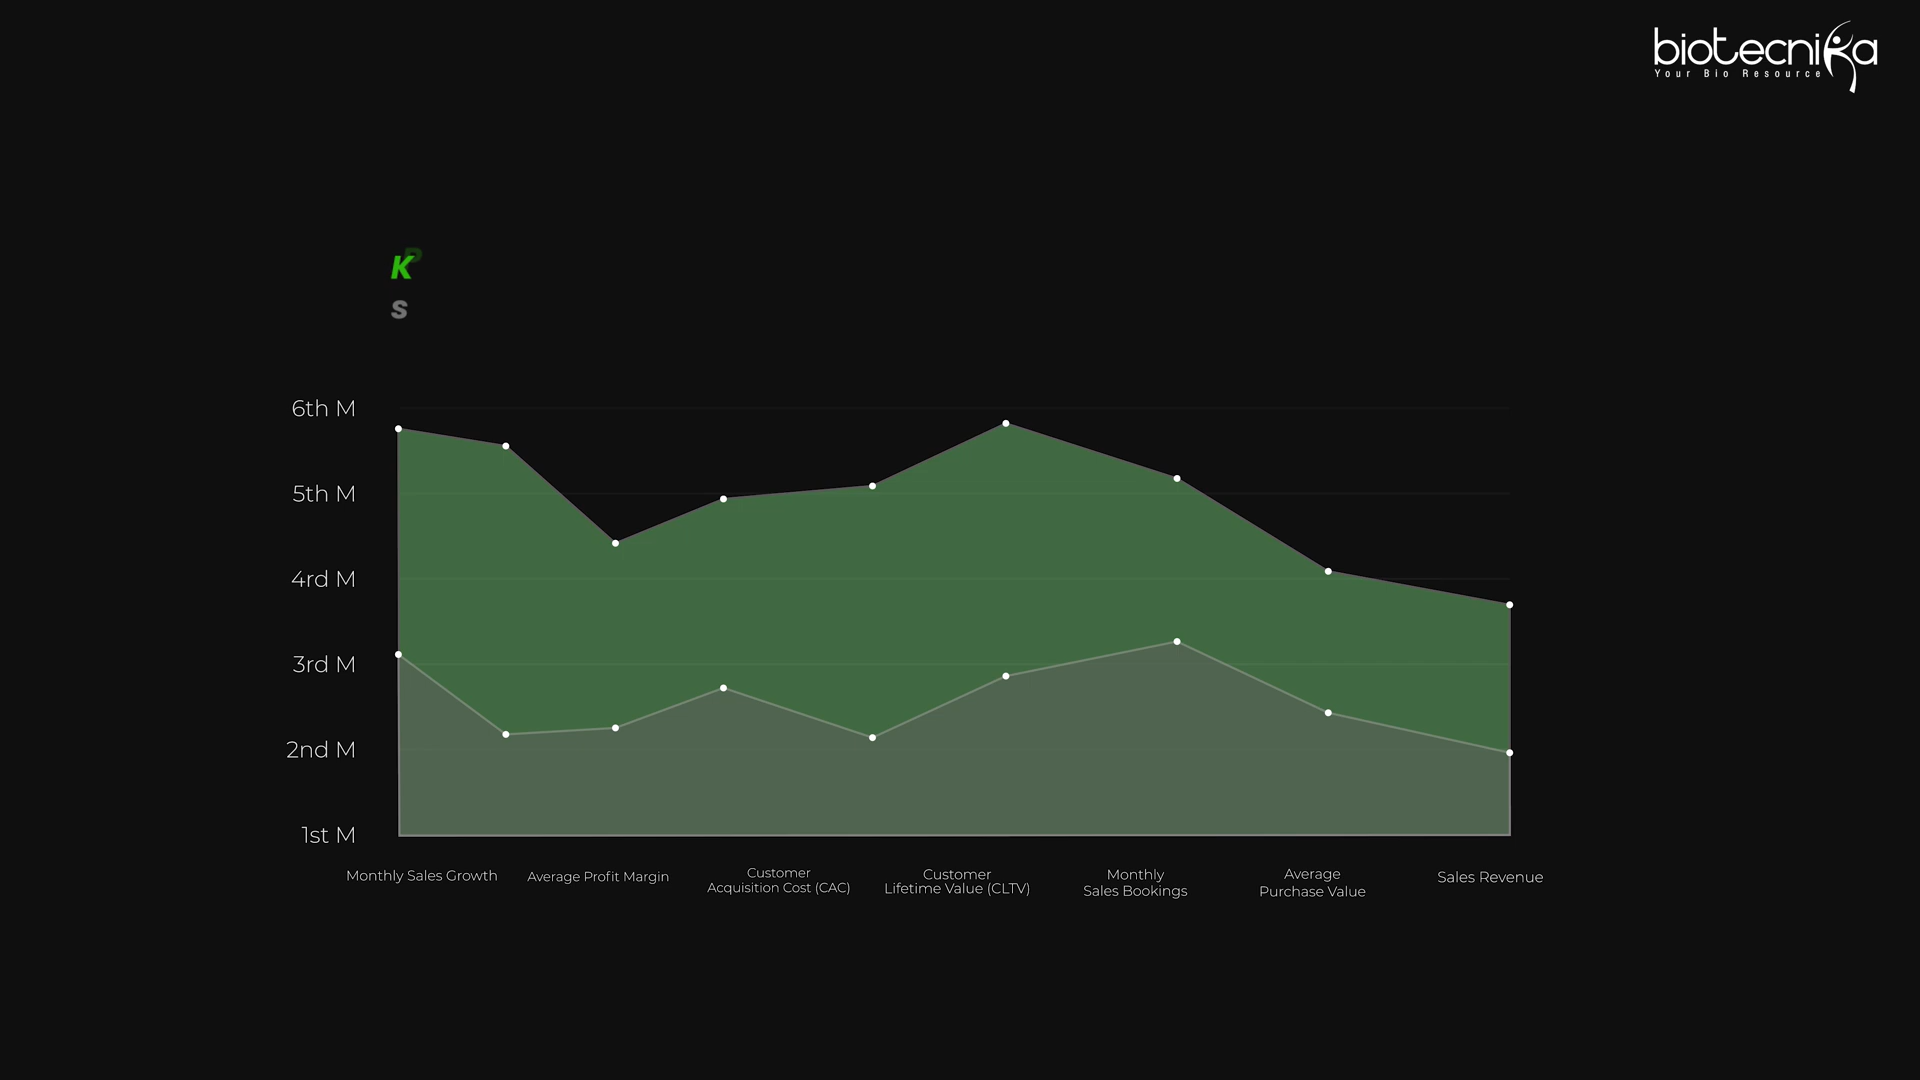 biotecnika
Your Bio Resource
KP
S
6th M
5th M
4rd M
3rd M
2nd M
1st M
Monthly Sales Growth
Average Profit Margin
Customer
Acquisition Cost (CAC)
Customer
Lifetime Value (CLTV)
Monthly
Sales Bookings
Average
Purchase Value
Sales Revenue